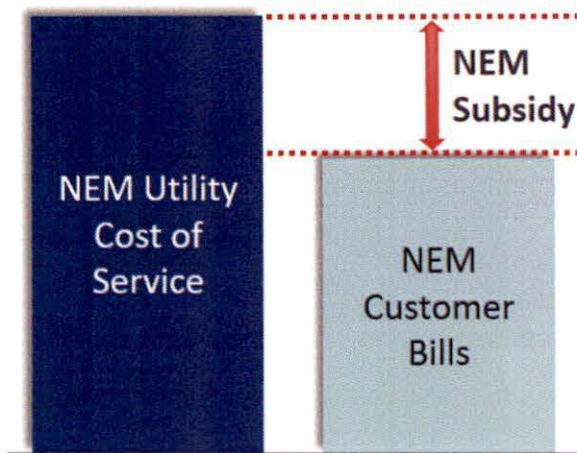 NEM
Subsidy
NEM Utility
Cost of
Service
NEM
Customer
Bills